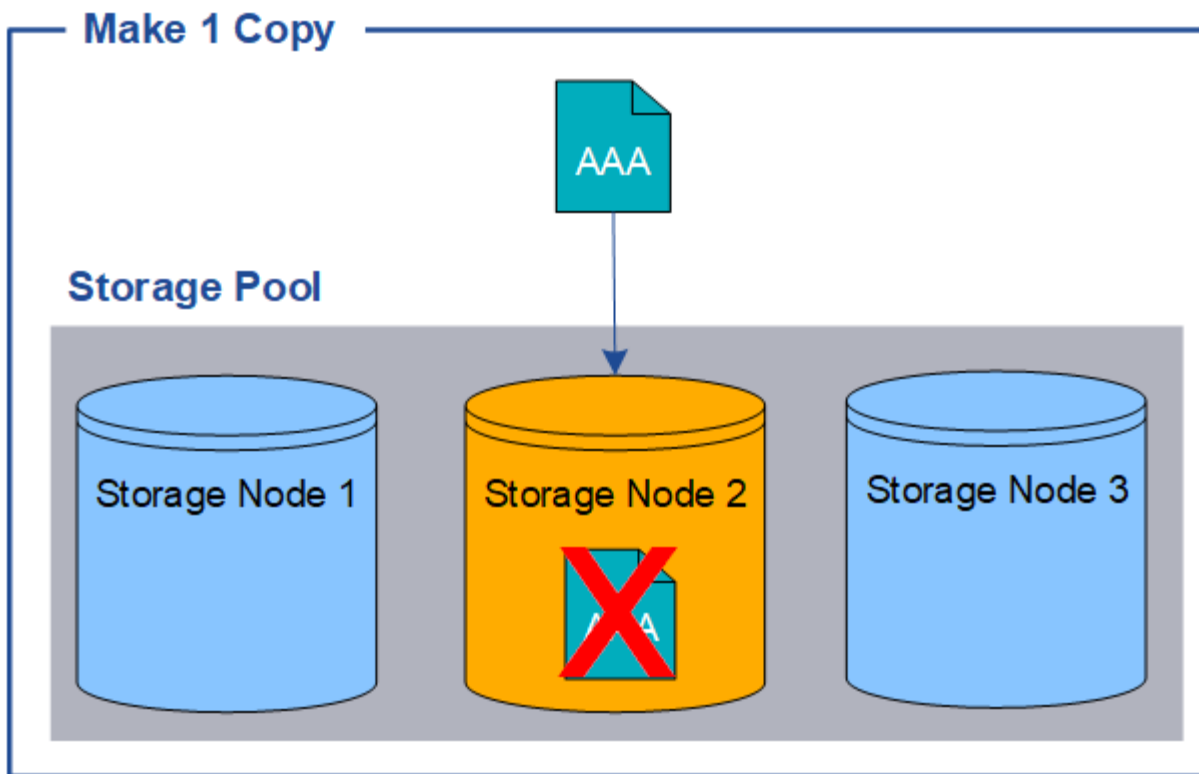 Make 1 Copy
AAA
Storage Pool
Storage Node 1
Storage Node 2
Storage Node 3